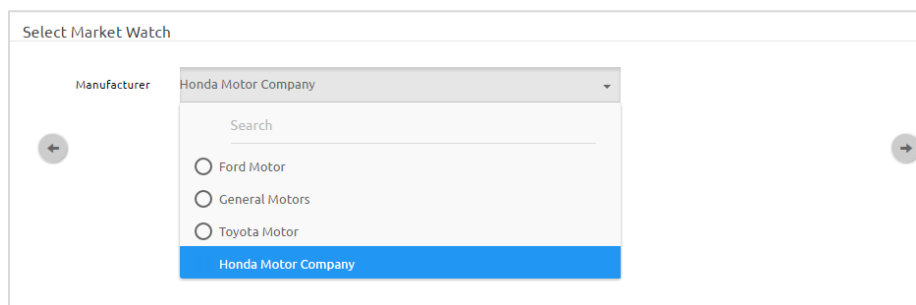 Select Market Watch
Manufacturer Honda Motor Company
Search
Ford Motor
General Motors
Toyota Motor
Honda Motor Company